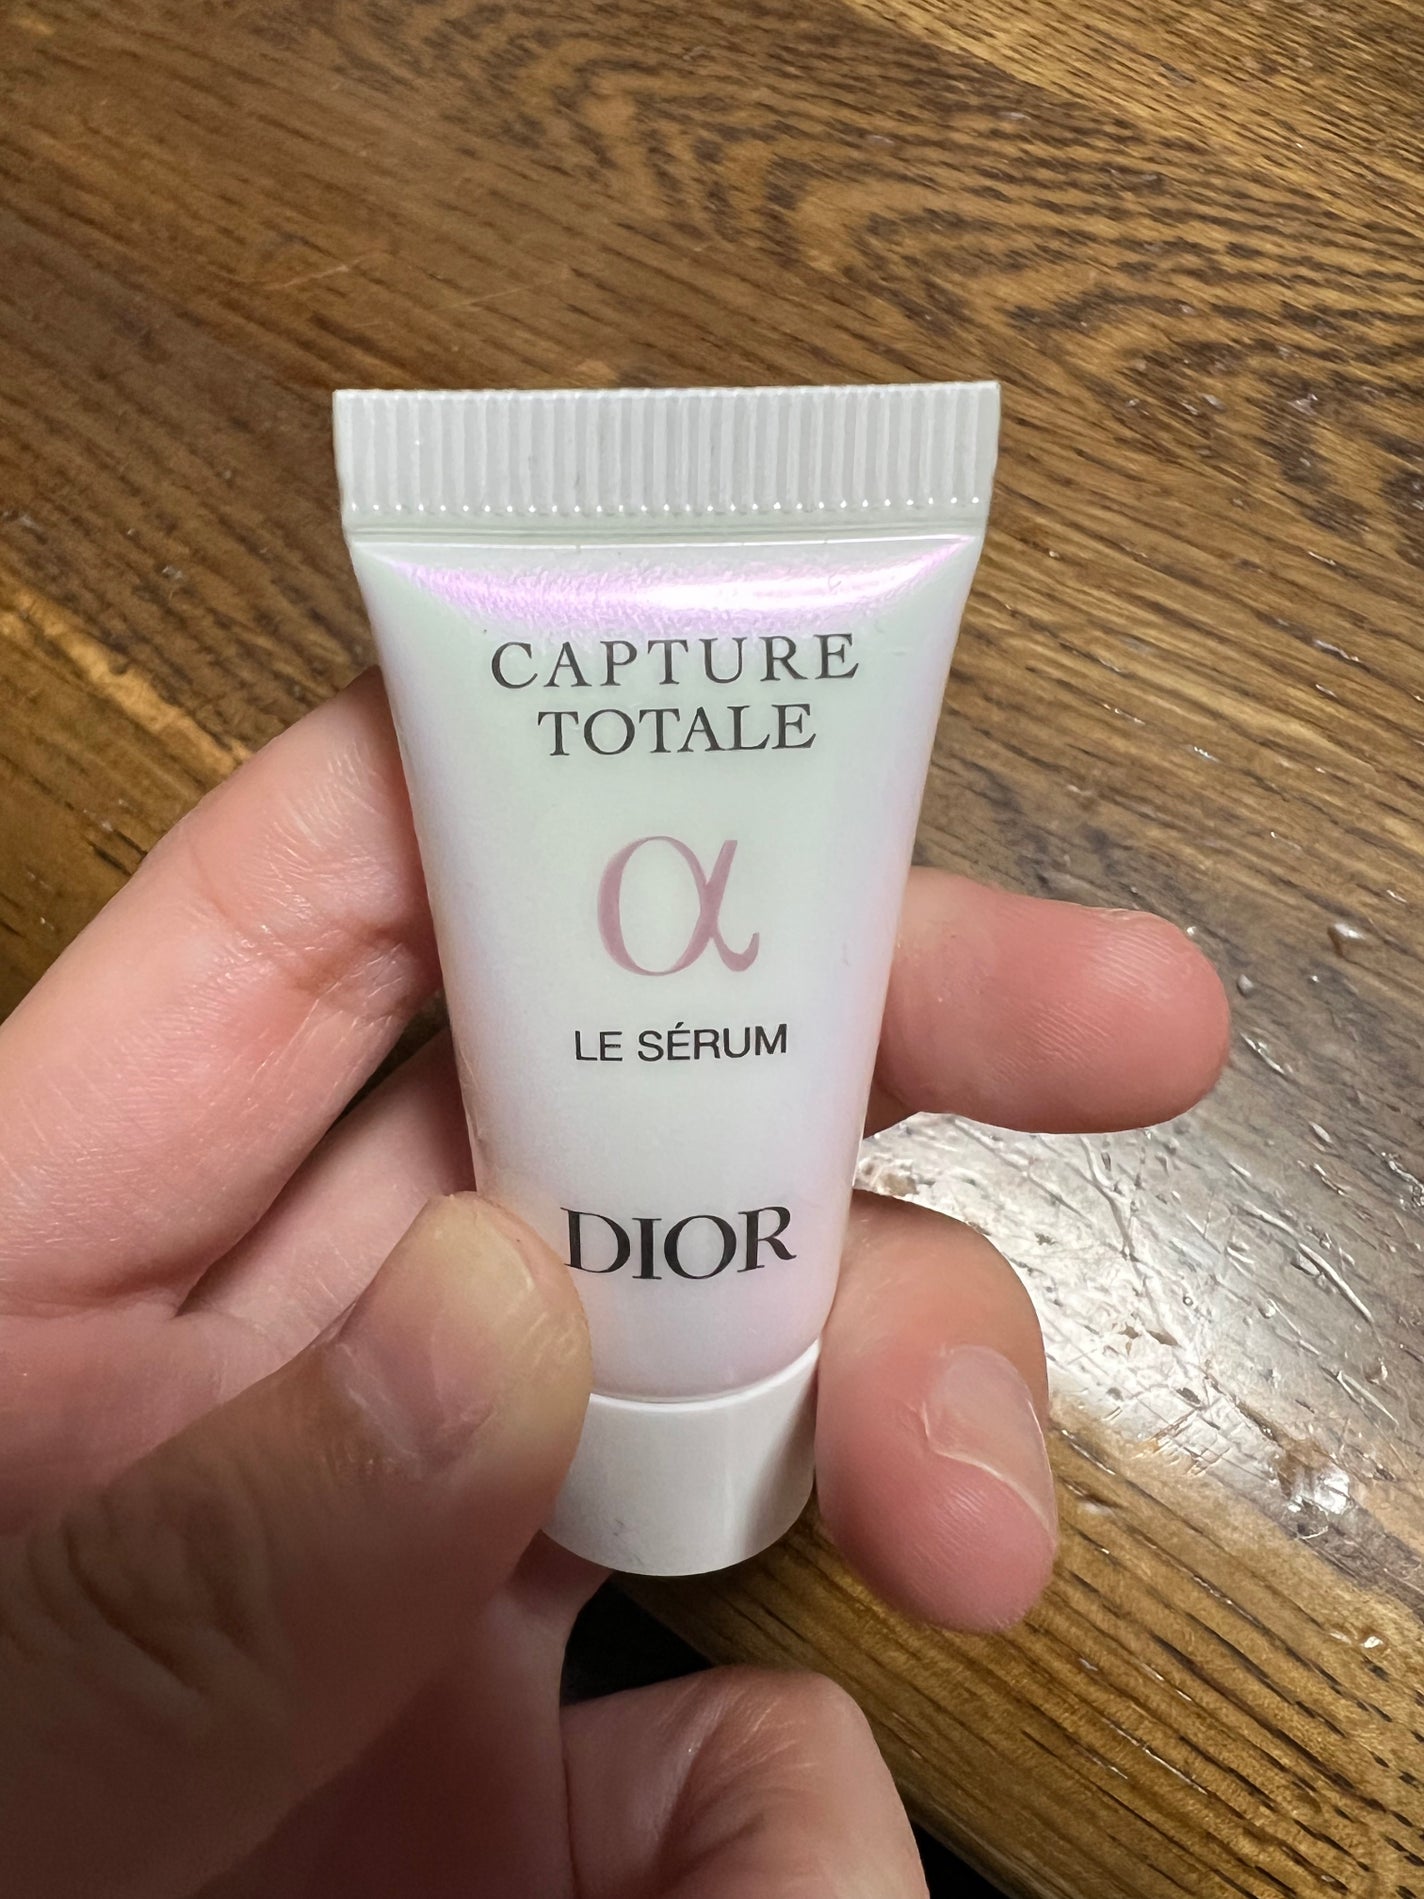 CAPTURE
TOTALE
α
LE SÉRUM
DIOR